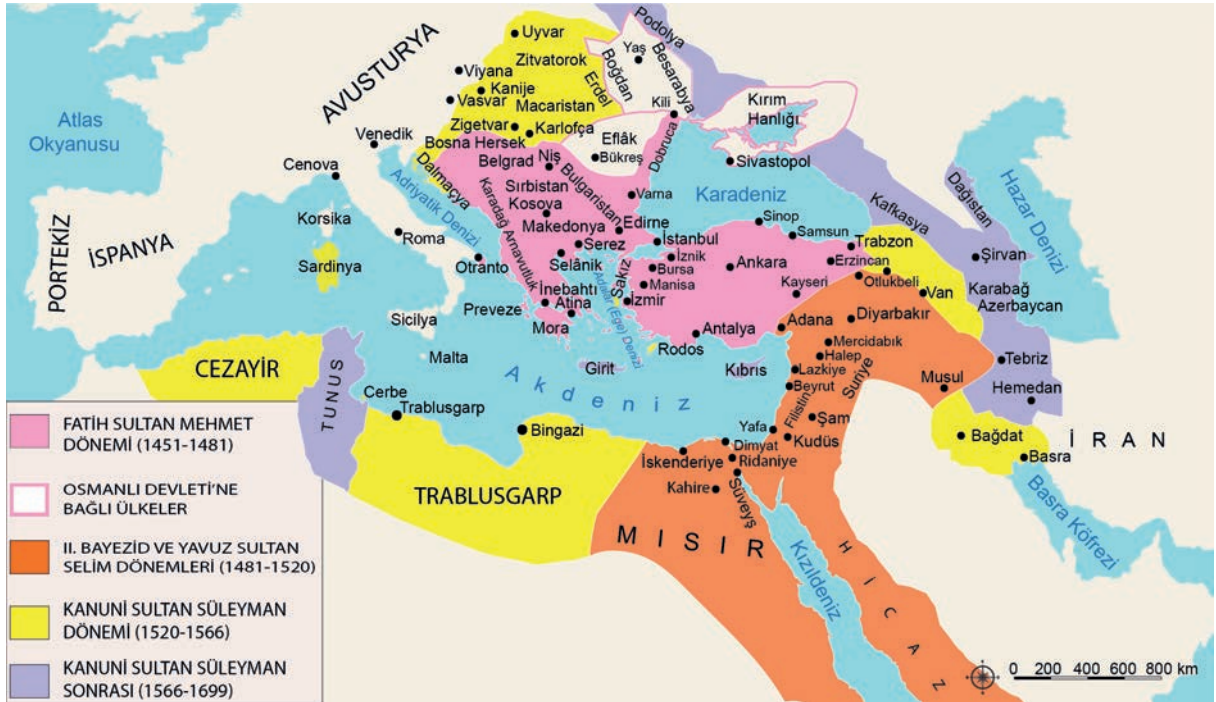 Podolya
Uyvar
Yaş
Besarabya
Boğdan
AVUSTURYA
Zitvatorok
Erdel
Viyana
Kanije
Vasvar
Macaristan
Kili
Kırım
Hanlığı
Atlas
Okyanusu
Venedik
Zigetvar
Karlofça
Eflâk
Bükreş
Dobruca
Sivastopol
Hazar Denizi
Dağıstan
Kafkasya
Cenova
Bosna Hersek
Dalmaçya
Belgrad
Niş
Bulgaristan
Varna
Karadeniz
Adriyatik Denizi
Karadağ
Arnavutluk
Sırbistan
Kosova
Makedonya
Edirne
Sinop
Samsun
Trabzon
Şirvan
PORTEKİZ
İSPANYA
Korsika
Roma
Serez
İstanbul
İznik
Ankara
Erzincan
Otlukbeli
Sardinya
Otranto
Selânik
Sakız
Bursa
Manisa
Kayseri
Van
Karabağ
Azerbaycan
Preveze
İnebahtı
Atina
Adalar (Ege) Denizi
İzmir
Adana
Diyarbakır
Sicilya
Mora
Antalya
Mercidabık
CEZAYİR
TUNUS
Malta
Rodos
Halep
Tebriz
Girit
Kıbrıs
Lazkiye
Suriye
Musul
Hemedan
Akdeniz
Beyrut
Cerbe
Trablusgarp
Filistin
Şam
Bingazi
Yafa
Kudüs
Bağdat
İRAN
Dimyat
Basra
İskenderiye
Ridaniye
TRABLUSGARP
Kahire
Süveyş
Basra Köfrezi
MISIR
Kızıldeniz
HİCAZ
FATİH SULTAN MEHMET
DÖNEMİ (1451-1481)
OSMANLI DEVLETİ’NE
BAĞLI ÜLKELER
II. BAYEZİD VE YAVUZ SULTAN
SELİM DÖNEMLERİ (1481-1520)
KANUNİ SULTAN SÜLEYMAN
DÖNEMİ (1520-1566)
KANUNİ SULTAN SÜLEYMAN
SONRASI (1566-1699)
0 200 400 600 800 km